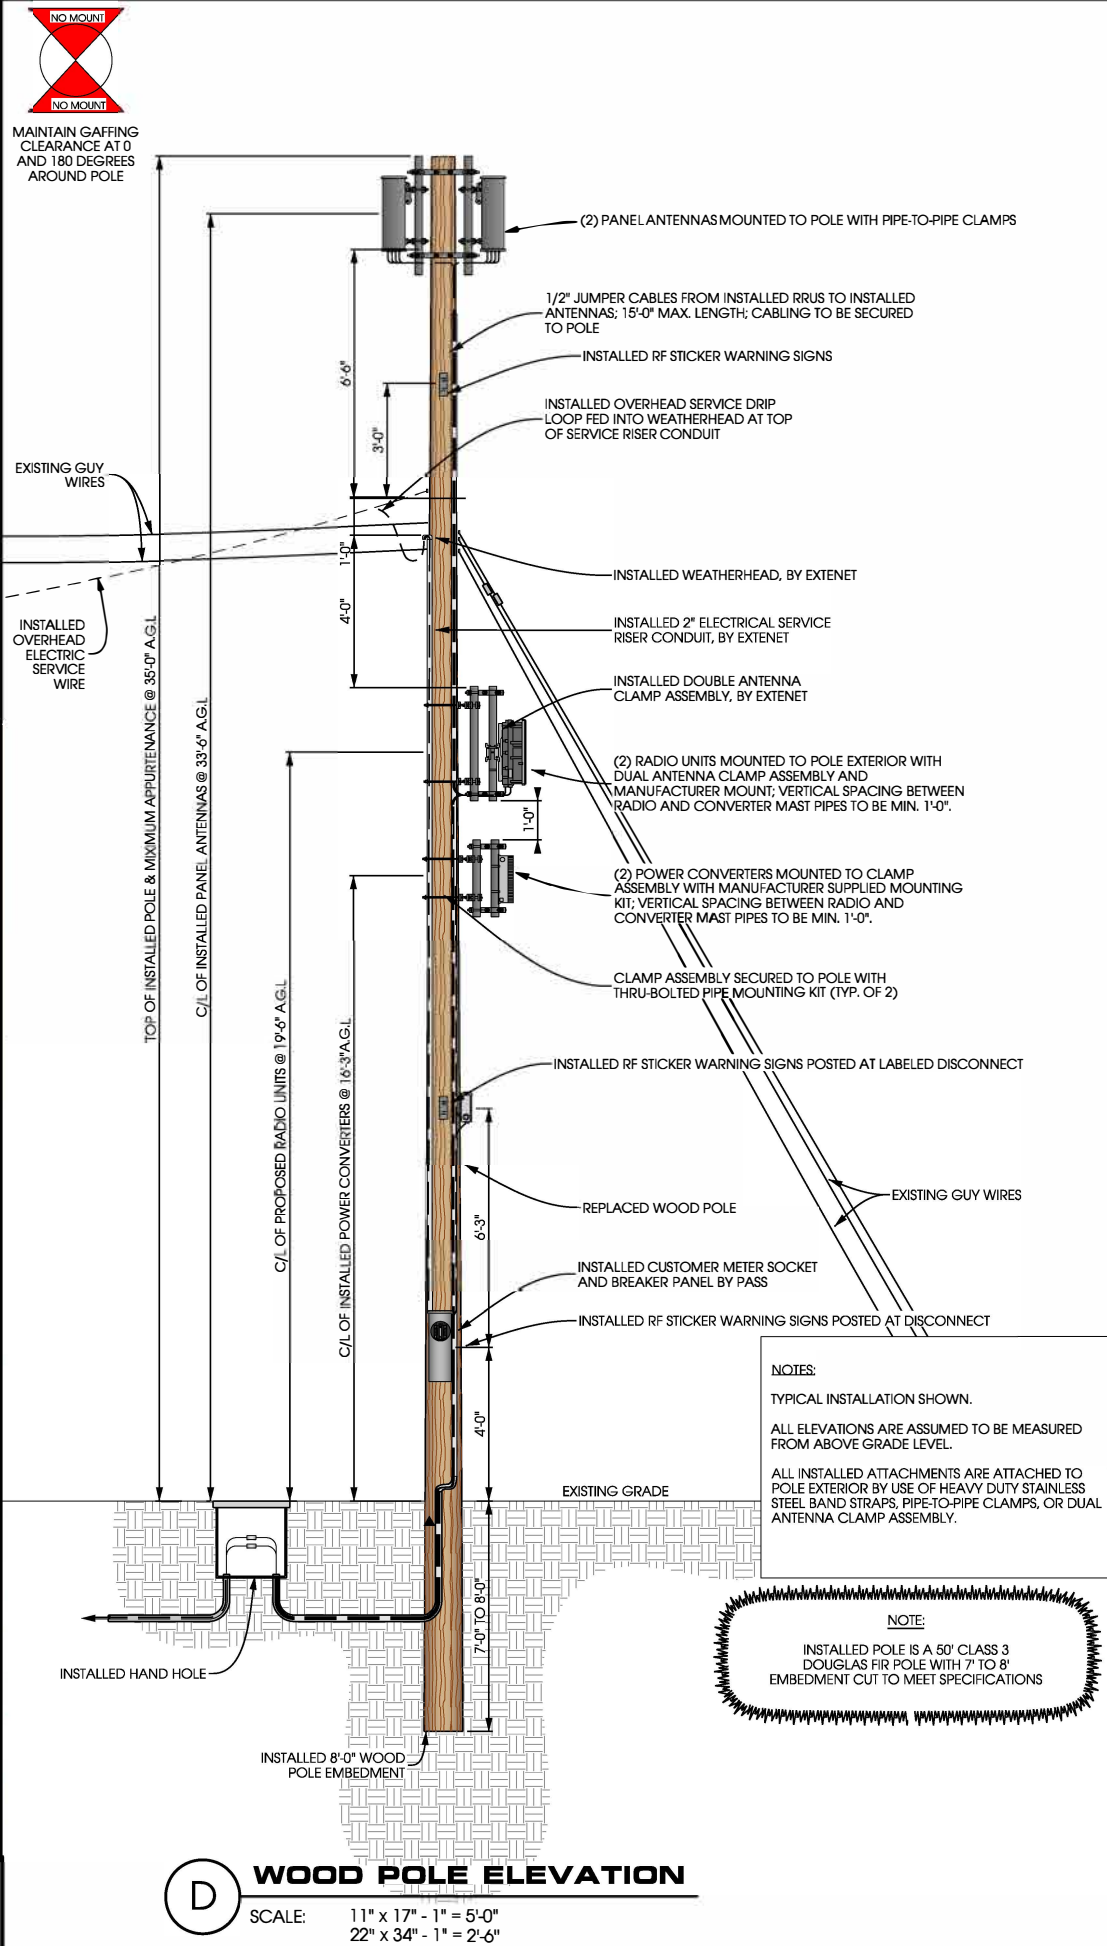 NO MOUNT
NO MOUNT
MAINTAIN GAFFING
CLEARANCE AT 0
AND 180 DEGREES
AROUND POLE
(2) PANEL ANTENNAS MOUNTED TO POLE WITH PIPE-TO-PIPE CLAMPS
1/2" JUMPER CABLES FROM INSTALLED RRUS TO INSTALLED
ANTENNAS; 15'-0" MAX. LENGTH; CABLING TO BE SECURED
TO POLE
INSTALLED RF STICKER WARNING SIGNS
6'-6"
3'-0"
INSTALLED OVERHEAD SERVICE DRIP
LOOP FED INTO WEATHERHEAD AT TOP
OF SERVICE RISER CONDUIT
EXISTING GUY
WIRES
1'-0"
4'-0"
INSTALLED WEATHERHEAD, BY EXTENET
INSTALLED 2" ELECTRICAL SERVICE
RISER CONDUIT, BY EXTENET
INSTALLED
OVERHEAD
ELECTRIC
SERVICE
WIRE
INSTALLED DOUBLE ANTENNA
CLAMP ASSEMBLY, BY EXTENET
TOP OF INSTALLED POLE & MIXIMUM APPURTENANCE @ 35'-0" A.G.L
C/L OF INSTALLED PANEL ANTENNAS @ 33'-6" A.G.L
C/L OF PROPOSED RADIO UNITS @ 19'-6" A.G.L
C/L OF INSTALLED POWER CONVERTERS @ 16'-3"A.G.L
(2) RADIO UNITS MOUNTED TO POLE EXTERIOR WITH
DUAL ANTENNA CLAMP ASSEMBLY AND
MANUFACTURER MOUNT; VERTICAL SPACING BETWEEN
RADIO AND CONVERTER MAST PIPES TO BE MIN. 1'-0".
1'-0"
(2) POWER CONVERTERS MOUNTED TO CLAMP
ASSEMBLY WITH MANUFACTURER SUPPLIED MOUNTING
KIT; VERTICAL SPACING BETWEEN RADIO AND
CONVERTER MAST PIPES TO BE MIN. 1'-0".
CLAMP ASSEMBLY SECURED TO POLE WITH
THRU-BOLTED PIPE MOUNTING KIT (TYP. OF 2)
INSTALLED RF STICKER WARNING SIGNS POSTED AT LABELED DISCONNECT
EXISTING GUY WIRES
REPLACED WOOD POLE
6'-3"
INSTALLED CUSTOMER METER SOCKET
AND BREAKER PANEL BY PASS
INSTALLED RF STICKER WARNING SIGNS POSTED AT DISCONNECT
4'-0"
NOTES:
TYPICAL INSTALLATION SHOWN.
ALL ELEVATIONS ARE ASSUMED TO BE MEASURED
FROM ABOVE GRADE LEVEL.
ALL INSTALLED ATTACHMENTS ARE ATTACHED TO
POLE EXTERIOR BY USE OF HEAVY DUTY STAINLESS
STEEL BAND STRAPS, PIPE-TO-PIPE CLAMPS, OR DUAL
ANTENNA CLAMP ASSEMBLY.
EXISTING GRADE
7'-0" TO 8'-0"
NOTE:
INSTALLED POLE IS A 50' CLASS 3
DOUGLAS FIR POLE WITH 7' TO 8'
EMBEDMENT CUT TO MEET SPECIFICATIONS
INSTALLED HAND HOLE
INSTALLED 8'-0" WOOD
POLE EMBEDMENT
D
WOOD POLE ELEVATION
SCALE: 11" x 17" - 1" = 5'-0"
22" x 34" - 1" = 2'-6"